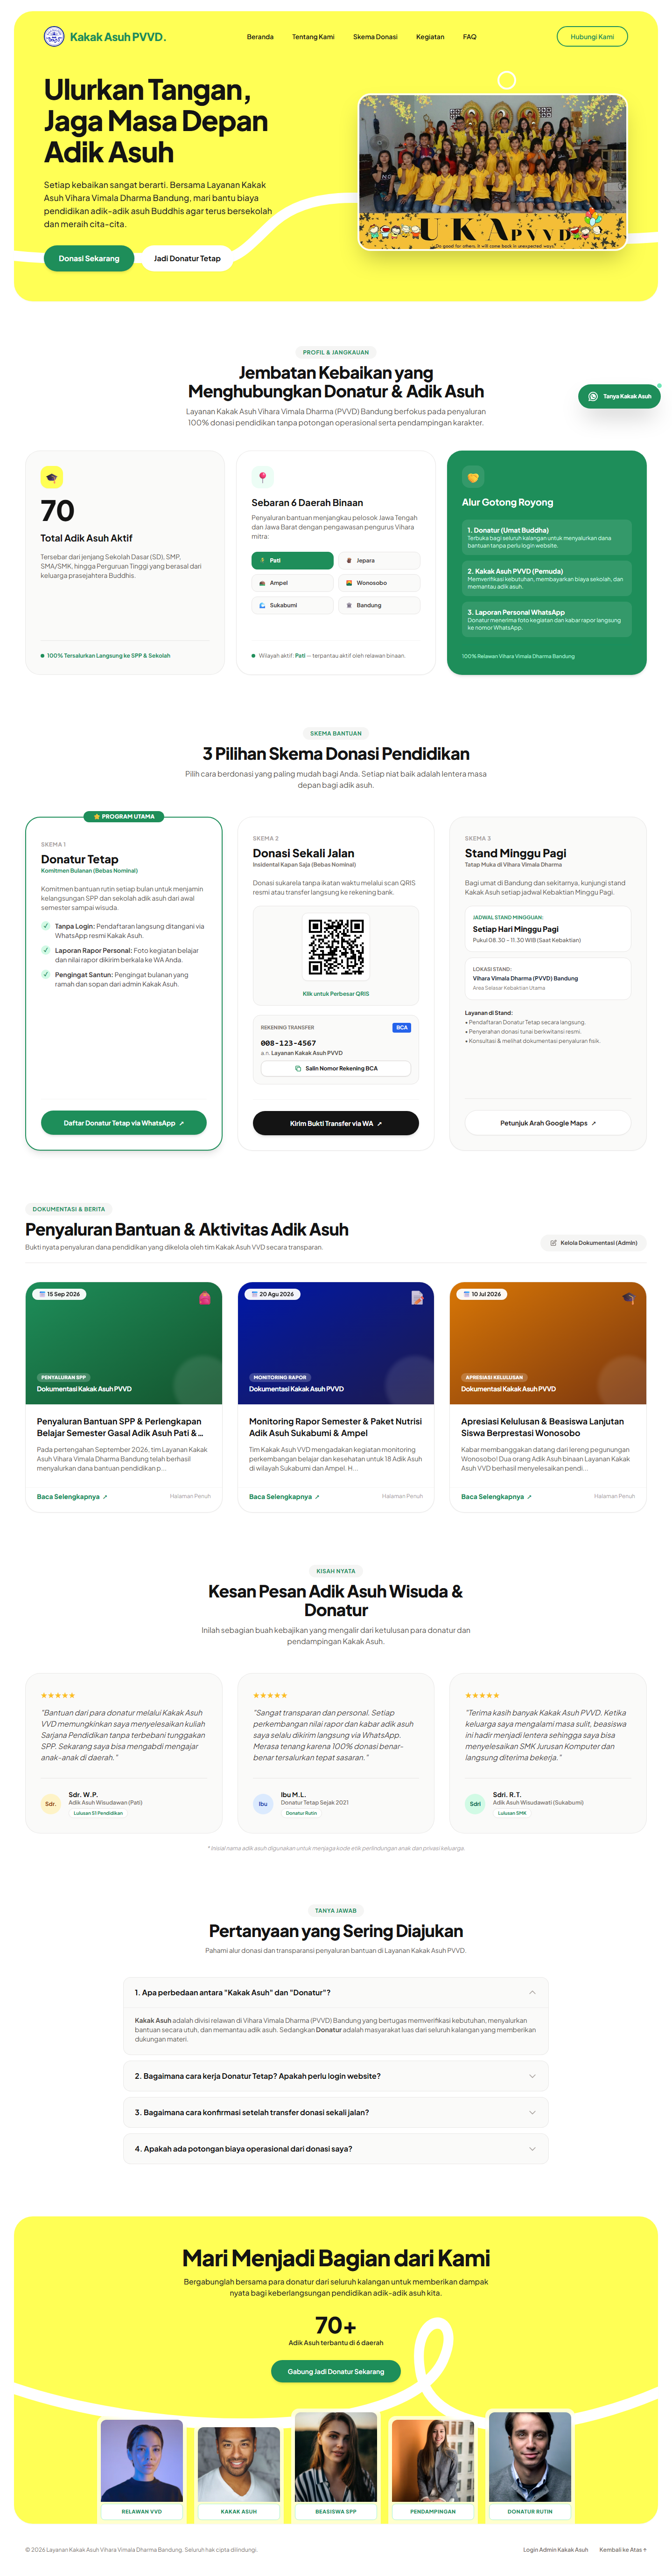 Kakak Asuh PVVD.
Beranda
Tentang Kami
Skema Donasi
Kegiatan
FAQ
Hubungi Kami
Ulurkan Tangan,
Jaga Masa Depan
Adik Asuh
Setiap kebaikan sangat berarti. Bersama Layanan Kakak
Asuh Vihara Vimala Dharma Bandung, mari bantu biaya
pendidikan adik-adik asuh Buddhis agar terus bersekolah
dan meraih cita-cita.
Donasi Sekarang
Jadi Donatur Tetap
UKA PVVD
Do good for others. It will come back in unexpected ways.
PROFIL & JANGKAUAN
Jembatan Kebaikan yang
Menghubungkan Donatur & Adik Asuh
Layanan Kakak Asuh Vihara Vimala Dharma (PVVD) Bandung berfokus pada penyaluran
100% donasi pendidikan tanpa potongan operasional serta pendampingan karakter.
Tanya Kakak Asuh
70
Total Adik Asuh Aktif
Tersebar dari jenjang Sekolah Dasar (SD), SMP,
SMA/SMK, hingga Perguruan Tinggi yang berasal dari
keluarga prasejahtera Buddhis.
100% Tersalurkan Langsung ke SPP & Sekolah
Sebaran 6 Daerah Binaan
Penyaluran bantuan menjangkau pelosok Jawa Tengah
dan Jawa Barat dengan pengawasan pengurus Vihara
mitra:
Pati
Jepara
Ampel
Wonosobo
Sukabumi
Bandung
Wilayah aktif: Pati — terpantau aktif oleh relawan binaan.
Alur Gotong Royong
1. Donatur (Umat Buddha)
Terbuka bagi seluruh kalangan untuk menyalurkan dana
bantuan tanpa perlu login website.
2. Kakak Asuh PVVD (Pemuda)
Memverifikasi kebutuhan, membayarkan biaya sekolah, dan
memantau adik asuh.
3. Laporan Personal WhatsApp
Donatur menerima foto kegiatan dan kabar rapor langsung
ke nomor WhatsApp.
100% Relawan Vihara Vimala Dharma Bandung
SKEMA BANTUAN
3 Pilihan Skema Donasi Pendidikan
Pilih cara berdonasi yang paling mudah bagi Anda. Setiap niat baik adalah lentera masa
depan bagi adik asuh.
PROGRAM UTAMA
SKEMA 1
Donatur Tetap
Komitmen Bulanan (Bebas Nominal)
Komitmen bantuan rutin setiap bulan untuk menjamin
kelangsungan SPP dan sekolah adik asuh dari awal
semester sampai wisuda.
Tanpa Login: Pendaftaran langsung ditangani via
WhatsApp resmi Kakak Asuh.
Laporan Rapor Personal: Foto kegiatan belajar
dan nilai rapor dikirim berkala ke WA Anda.
Pengingat Santun: Pengingat bulanan yang
ramah dan sopan dari admin Kakak Asuh.
Daftar Donatur Tetap via WhatsApp ↗
SKEMA 2
Donasi Sekali Jalan
Insidental Kapan Saja (Bebas Nominal)
Donasi sukarela tanpa ikatan waktu melalui scan QRIS
resmi atau transfer langsung ke rekening bank.
Klik untuk Perbesar QRIS
REKENING TRANSFER
BCA
008-123-4567
a.n. Layanan Kakak Asuh PVVD
Salin Nomor Rekening BCA
Kirim Bukti Transfer via WA ↗
SKEMA 3
Stand Minggu Pagi
Tatap Muka di Vihara Vimala Dharma
Bagi umat di Bandung dan sekitarnya, kunjungi stand
Kakak Asuh setiap jadwal Kebaktian Minggu Pagi.
JADWAL STAND MINGGUAN:
Setiap Hari Minggu Pagi
Pukul 08.30 – 11.30 WIB (Saat Kebaktian)
LOKASI STAND:
Vihara Vimala Dharma (PVVD) Bandung
Area Selasar Kebaktian Utama
Layanan di Stand:
• Pendaftaran Donatur Tetap secara langsung.
• Penyerahan donasi tunai berkwitansi resmi.
• Konsultasi & melihat dokumentasi penyaluran fisik.
Petunjuk Arah Google Maps ↗
DOKUMENTASI & BERITA
Penyaluran Bantuan & Aktivitas Adik Asuh
Bukti nyata penyaluran dana pendidikan yang dikelola oleh tim Kakak Asuh VVD secara transparan.
Kelola Dokumentasi (Admin)
15 Sep 2026
PENYALURAN SPP
Dokumentasi Kakak Asuh PVVD
Penyaluran Bantuan SPP & Perlengkapan
Belajar Semester Gasal Adik Asuh Pati &...
Pada pertengahan September 2026, tim Layanan Kakak
Asuh Vihara Vimala Dharma Bandung telah berhasil
menyalurkan dana bantuan pendidikan p...
Baca Selengkapnya ↗
Halaman Penuh
20 Agu 2026
MONITORING RAPOR
Dokumentasi Kakak Asuh PVVD
Monitoring Rapor Semester & Paket Nutrisi
Adik Asuh Sukabumi & Ampel
Tim Kakak Asuh VVD mengadakan kegiatan monitoring
perkembangan belajar dan kesehatan untuk 18 Adik Asuh
di wilayah Sukabumi dan Ampel. H...
Baca Selengkapnya ↗
Halaman Penuh
10 Jul 2026
APRESIASI KELULUSAN
Dokumentasi Kakak Asuh PVVD
Apresiasi Kelulusan & Beasiswa Lanjutan
Siswa Berprestasi Wonosobo
Kabar membanggakan datang dari lereng pegunungan
Wonosobo! Dua orang Adik Asuh binaan Layanan Kakak
Asuh VVD berhasil menyelesaikan pendi...
Baca Selengkapnya ↗
Halaman Penuh
KISAH NYATA
Kesan Pesan Adik Asuh Wisuda &
Donatur
Inilah sebagian buah kebajikan yang mengalir dari ketulusan para donatur dan
pendampingan Kakak Asuh.
"Bantuan dari para donatur melalui Kakak Asuh
VVD memungkinkan saya menyelesaikan kuliah
Sarjana Pendidikan tanpa terbebani tunggakan
SPP. Sekarang saya bisa mengabdi mengajar
anak-anak di daerah."
Sdr.
Sdr. W.P.
Adik Asuh Wisudawan (Pati)
Lulusan S1 Pendidikan
"Sangat transparan dan personal. Setiap
perkembangan nilai rapor dan kabar adik asuh
saya selalu dikirim langsung via WhatsApp.
Merasa tenang karena 100% donasi benar-
benar tersalurkan tepat sasaran."
Ibu
Ibu M.L.
Donatur Tetap Sejak 2021
Donatur Rutin
"Terima kasih banyak Kakak Asuh PVVD. Ketika
keluarga saya mengalami masa sulit, beasiswa
ini hadir menjadi lentera sehingga saya bisa
menyelesaikan SMK Jurusan Komputer dan
langsung diterima bekerja."
Sdri
Sdri. R.T.
Adik Asuh Wisudawati (Sukabumi)
Lulusan SMK
* Inisial nama adik asuh digunakan untuk menjaga kode etik perlindungan anak dan privasi keluarga.
TANYA JAWAB
Pertanyaan yang Sering Diajukan
Pahami alur donasi dan transparansi penyaluran bantuan di Layanan Kakak Asuh PVVD.
1. Apa perbedaan antara "Kakak Asuh" dan "Donatur"?
Kakak Asuh adalah divisi relawan di Vihara Vimala Dharma (PVVD) Bandung yang bertugas memverifikasi kebutuhan, menyalurkan
bantuan secara utuh, dan memantau adik asuh. Sedangkan Donatur adalah masyarakat luas dari seluruh kalangan yang memberikan
dukungan materi.
2. Bagaimana cara kerja Donatur Tetap? Apakah perlu login website?
3. Bagaimana cara konfirmasi setelah transfer donasi sekali jalan?
4. Apakah ada potongan biaya operasional dari donasi saya?
Mari Menjadi Bagian dari Kami
Bergabunglah bersama para donatur dari seluruh kalangan untuk memberikan dampak
nyata bagi keberlangsungan pendidikan adik-adik asuh kita.
70+
Adik Asuh terbantu di 6 daerah
Gabung Jadi Donatur Sekarang
RELAWAN VVD
KAKAK ASUH
BEASISWA SPP
PENDAMPINGAN
DONATUR RUTIN
© 2026 Layanan Kakak Asuh Vihara Vimala Dharma Bandung. Seluruh hak cipta dilindungi.
Login Admin Kakak Asuh
Kembali ke Atas ↑